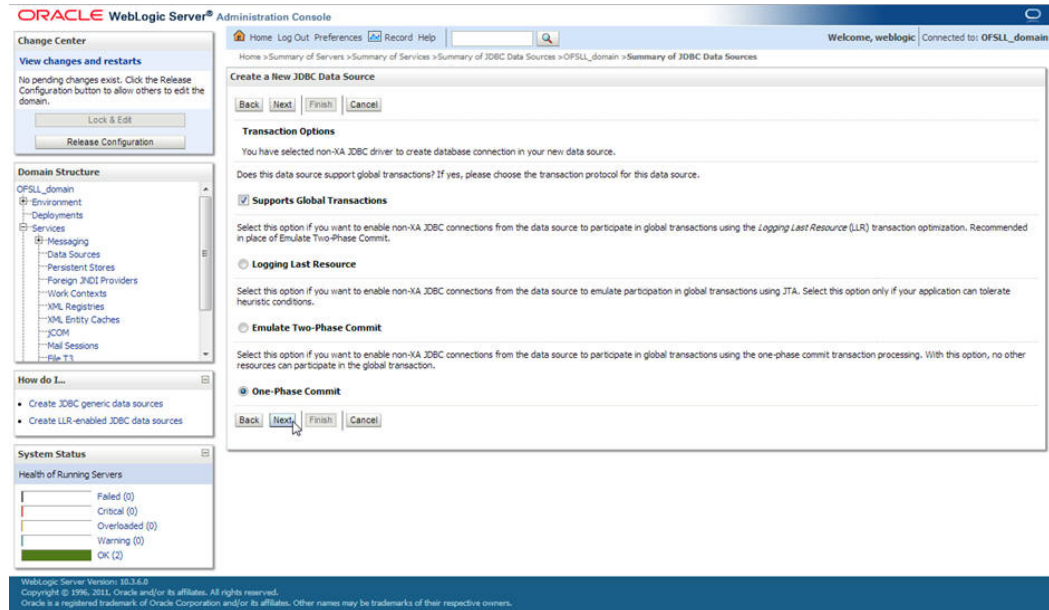 ORACLE WebLogic Server® Administration Console
Change Center
View changes and restarts
No pending changes exist. Click the Release
Configuration button to allow others to edit the
domain.
Lock & Edit
Release Configuration
Domain Structure
OFSLL_domain
Environment
Deployments
Services
Messaging
Data Sources
Persistent Stores
Foreign JNDI Providers
Work Contexts
XML Registries
XML Entity Caches
jCOM
Mail Sessions
File T3
How do I...
Create JDBC generic data sources
Create LLR-enabled JDBC data sources
System Status
Health of Running Servers
Failed (0)
Critical (0)
Overloaded (0)
Warning (0)
OK (2)
Home Log Out Preferences Record Help
Welcome, weblogic Connected to: OFSLL_domain
Home >Summary of Servers >Summary of Services >Summary of JDBC Data Sources >OFSLL_domain >Summary of JDBC Data Sources
Create a New JDBC Data Source
Back Next Finish Cancel
Transaction Options
You have selected non-XA JDBC driver to create database connection in your new data source.
Does this data source support global transactions? If yes, please choose the transaction protocol for this data source.
Supports Global Transactions
Select this option if you want to enable non-XA JDBC connections from the data source to participate in global transactions using the Logging Last Resource (LLR) transaction optimization. Recommended
in place of Emulate Two-Phase Commit.
Logging Last Resource
Select this option if you want to enable non-XA JDBC connections from the data source to emulate participation in global transactions using JTA. Select this option only if your application can tolerate
heuristic conditions.
Emulate Two-Phase Commit
Select this option if you want to enable non-XA JDBC connections from the data source to participate in global transactions using the one-phase commit transaction processing. With this option, no other
resources can participate in the global transaction.
One-Phase Commit
Back Next Finish Cancel
WebLogic Server Version: 10.3.6.0
Copyright © 1996, 2011, Oracle and/or its affiliates. All rights reserved.
Oracle is a registered trademark of Oracle Corporation and/or its affiliates. Other names may be trademarks of their respective owners.